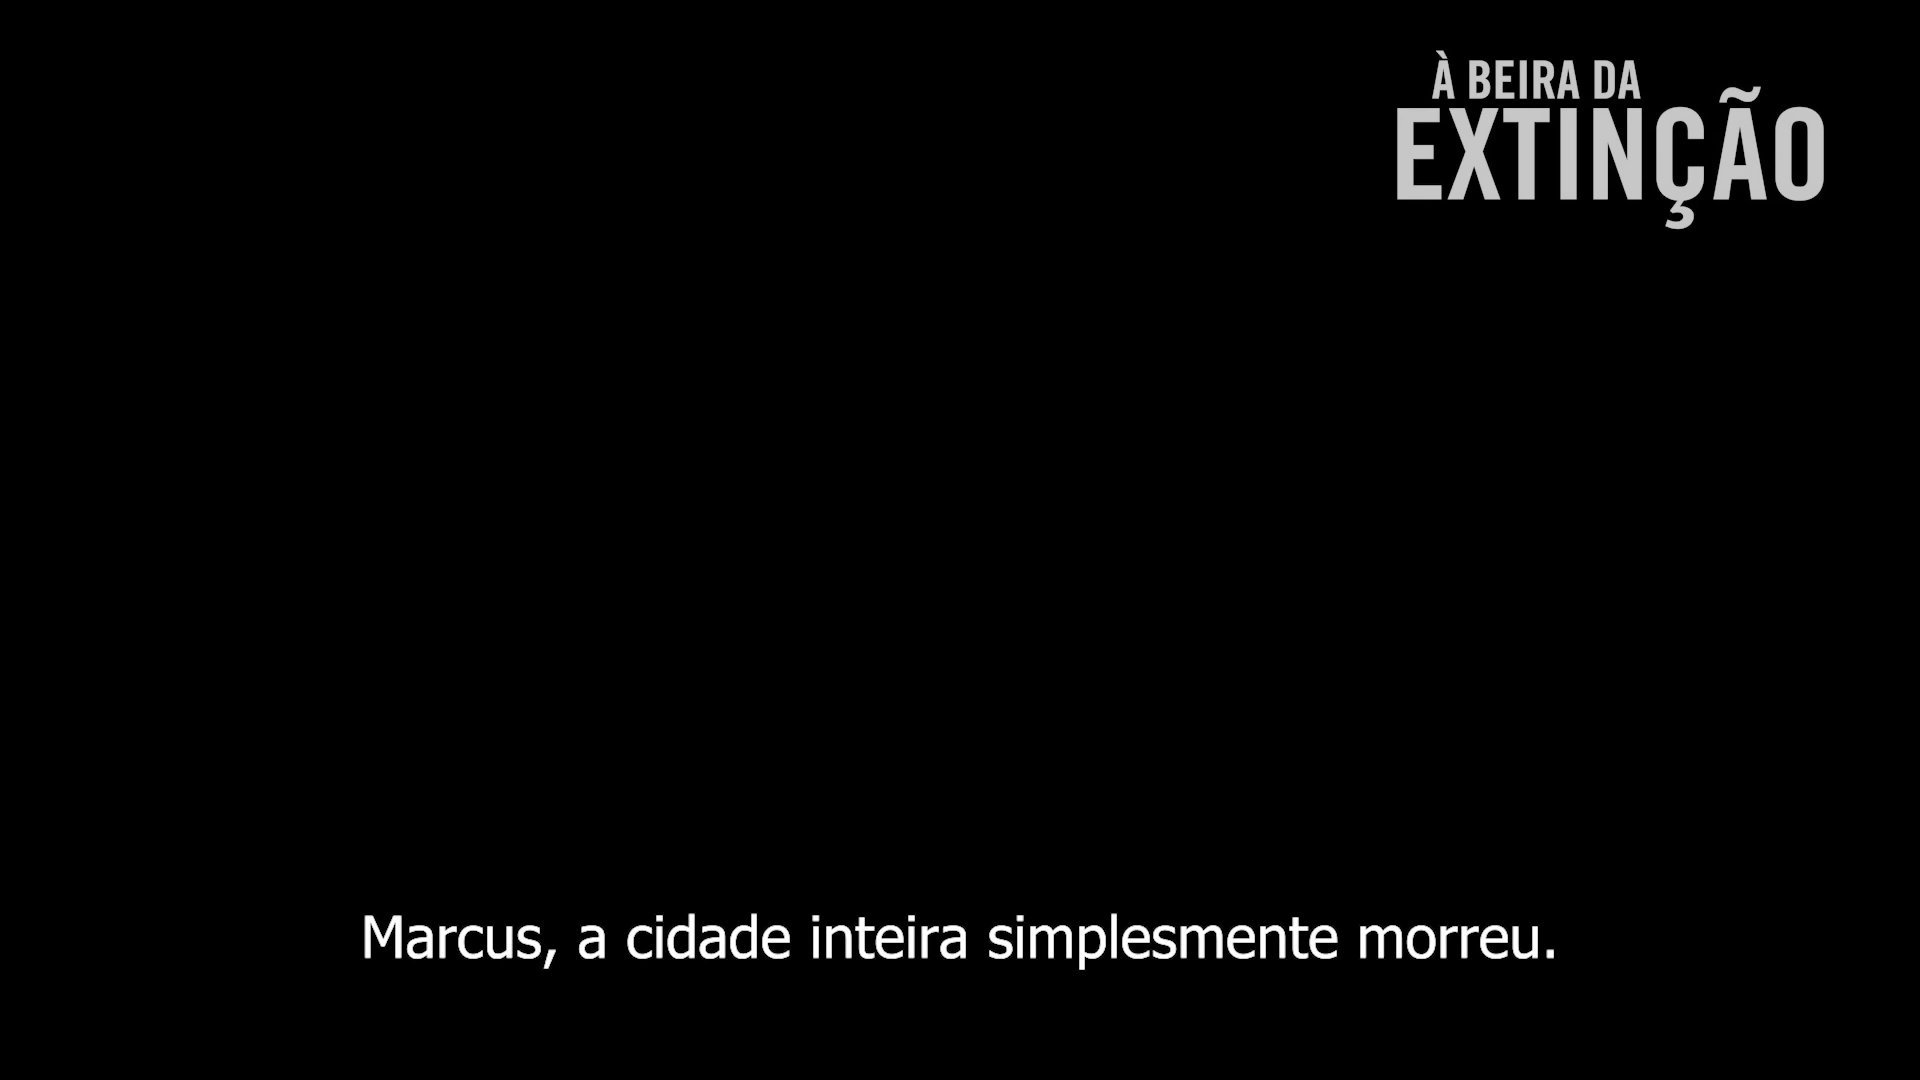 À BEIRA DA
EXTINÇÃO
Marcus, a cidade inteira simplesmente morreu.